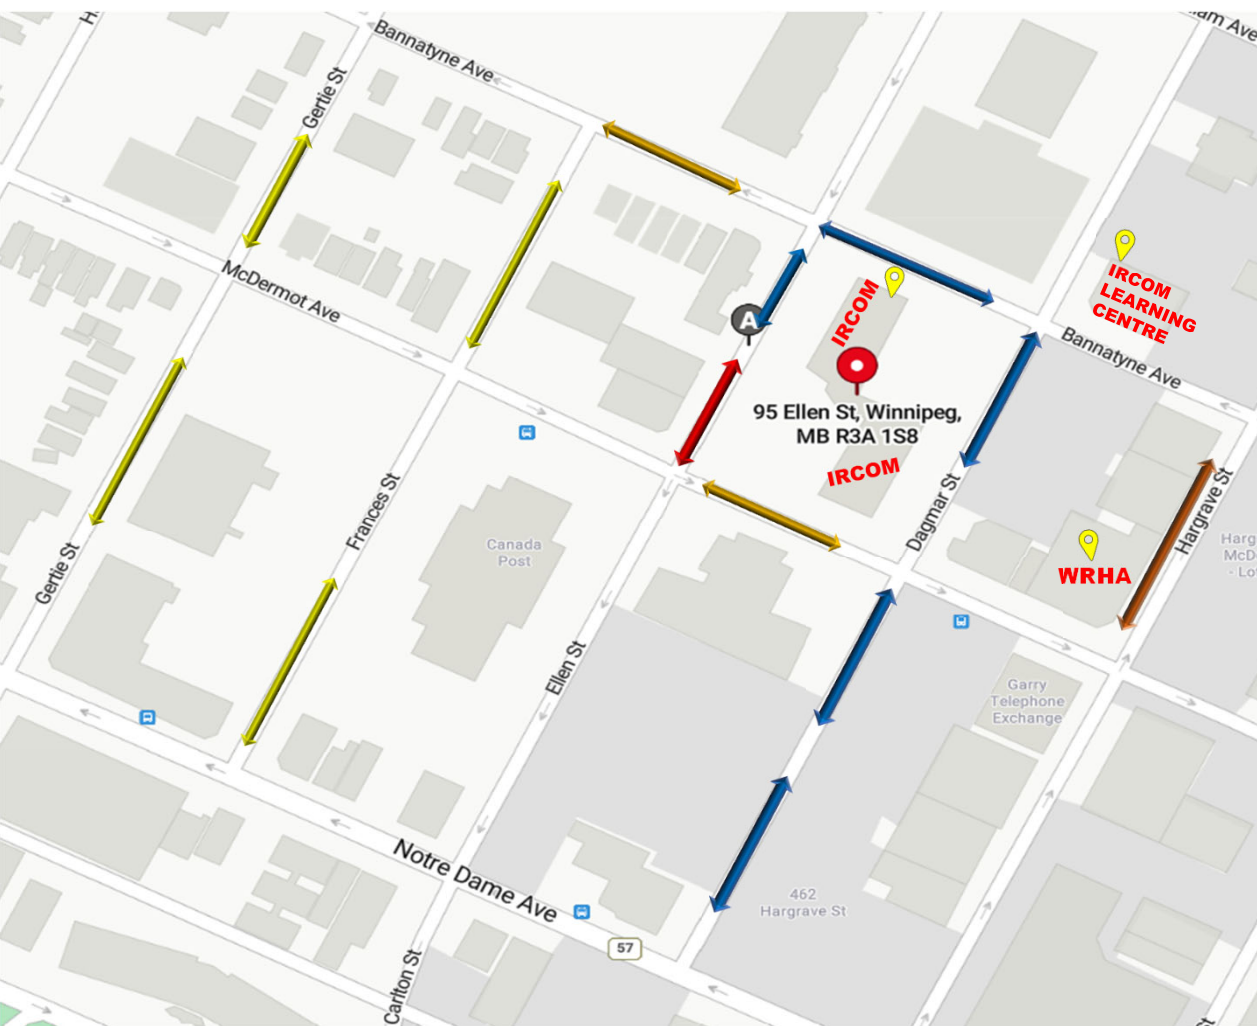 Bannatyne Ave
Gertie St
IRCOM
IRCOM
LEARNING
CENTRE
McDermot Ave
A
Bannatyne Ave
95 Ellen St, Winnipeg,
MB R3A 1S8
IRCOM
Hargrave St
Dagmar St
Frances St
Canada
Post
WRHA
Gertie St
Ellen St
Garry
Telephone
Exchange
Notre Dame Ave
462
Hargrave St
57
Carlton St